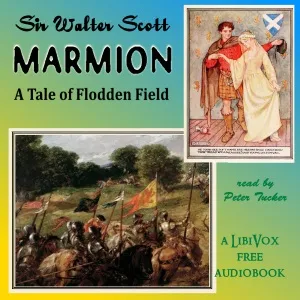 Sir Walter Scott
MARMION
A Tale of Flodden Field
read by
Peter Tucker
A LIBRIVOX
FREE
AUDIOBOOK